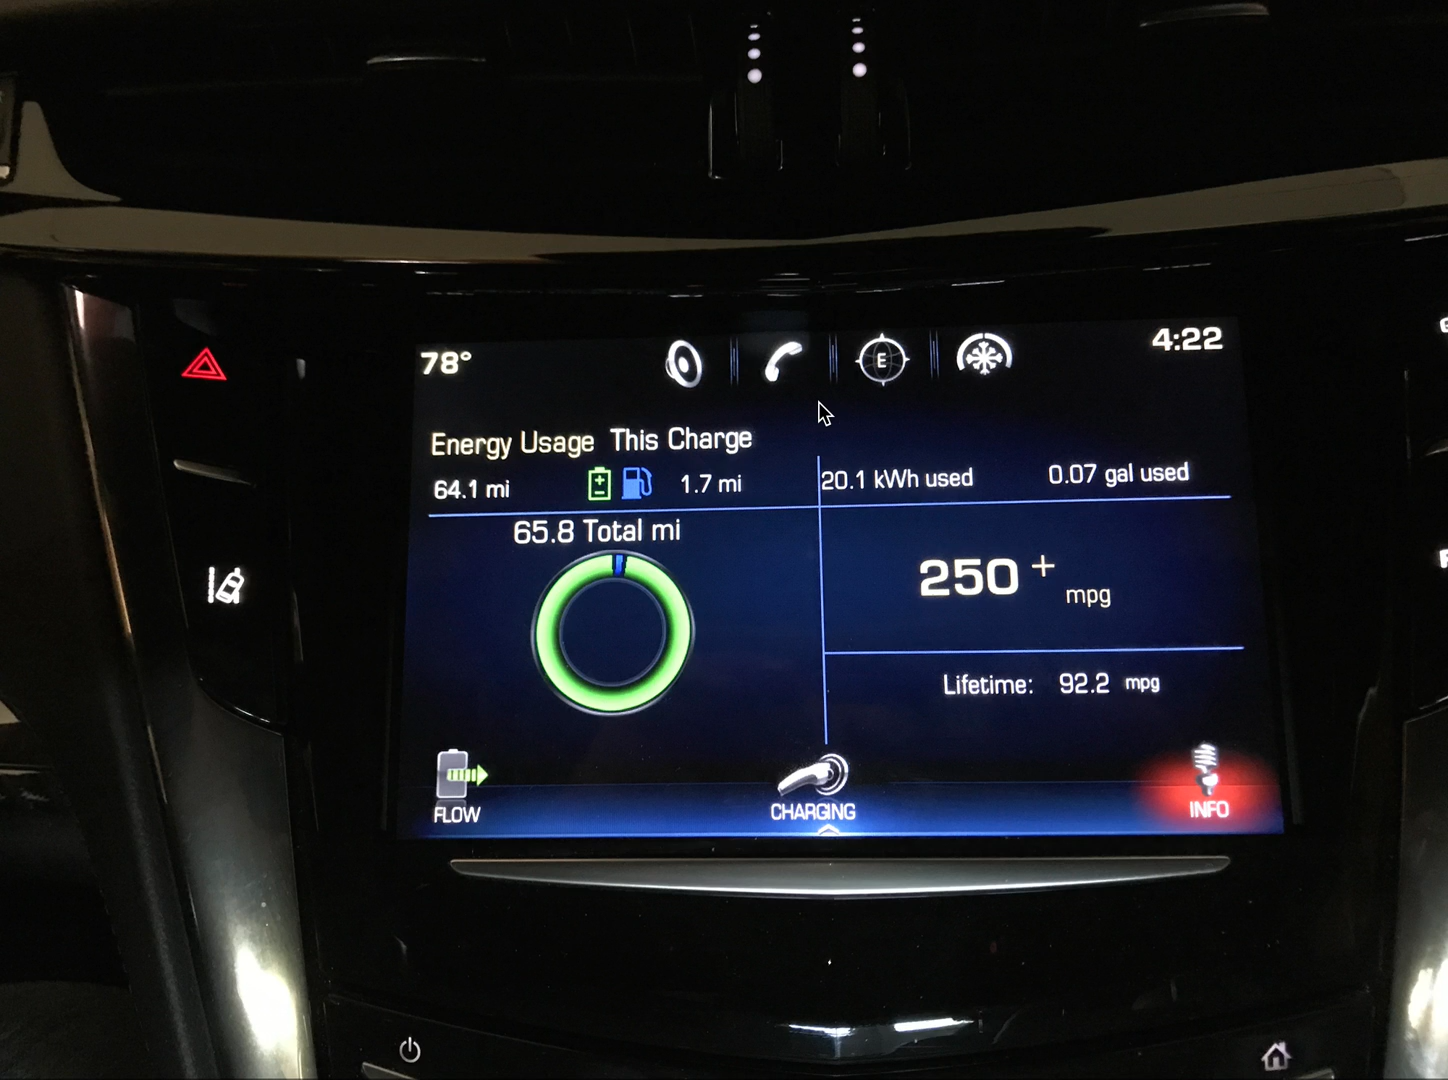 78° 4:22
E
Energy Usage This Charge
64.1 mi 1.7 mi 20.1 kWh used 0.07 gal used
65.8 Total mi
250 + mpg
Lifetime: 92.2 mpg
FLOW CHARGING INFO